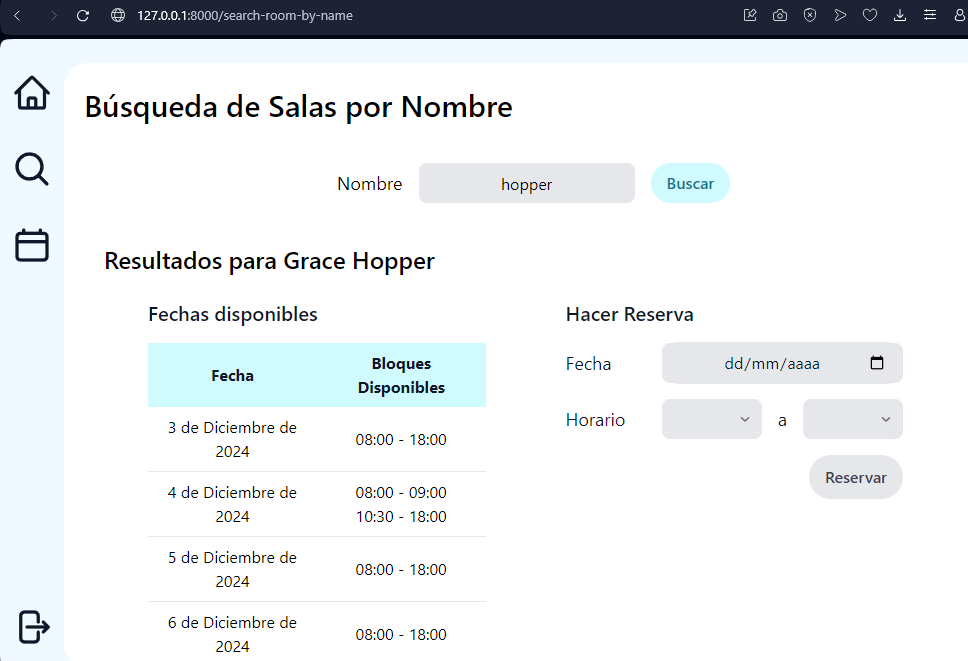 127.0.0.1:8000/search-room-by-name
Búsqueda de Salas por Nombre
Nombre hopper Buscar
Resultados para Grace Hopper
Fechas disponibles
Fecha Bloques
Disponibles
3 de Diciembre de
2024
08:00 - 18:00
4 de Diciembre de
2024
08:00 - 09:00
10:30 - 18:00
5 de Diciembre de
2024
08:00 - 18:00
6 de Diciembre de
2024
08:00 - 18:00
Hacer Reserva
Fecha dd/mm/aaaa
Horario a
Reservar